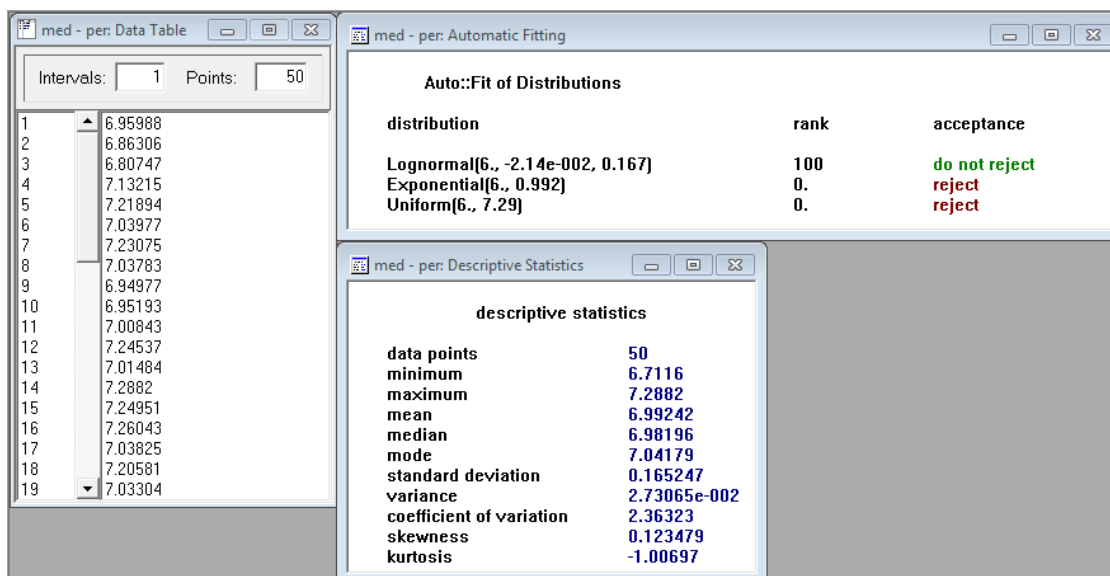 med - per: Data Table
Intervals: 1 Points: 50
1 6.95988
2 6.86306
3 6.80747
4 7.13215
5 7.21894
6 7.03977
7 7.23075
8 7.03783
9 6.94977
10 6.95193
11 7.00843
12 7.24537
13 7.01484
14 7.2882
15 7.24951
16 7.26043
17 7.03825
18 7.20581
19 7.03304
med - per: Automatic Fitting
Auto::Fit of Distributions
distribution rank acceptance
Lognormal(6., -2.14e-002, 0.167) 100 do not reject
Exponential(6., 0.992) 0. reject
Uniform(6., 7.29) 0. reject
med - per: Descriptive Statistics
descriptive statistics
data points 50
minimum 6.7116
maximum 7.2882
mean 6.99242
median 6.98196
mode 7.04179
standard deviation 0.165247
variance 2.73065e-002
coefficient of variation 2.36323
skewness 0.123479
kurtosis -1.00697